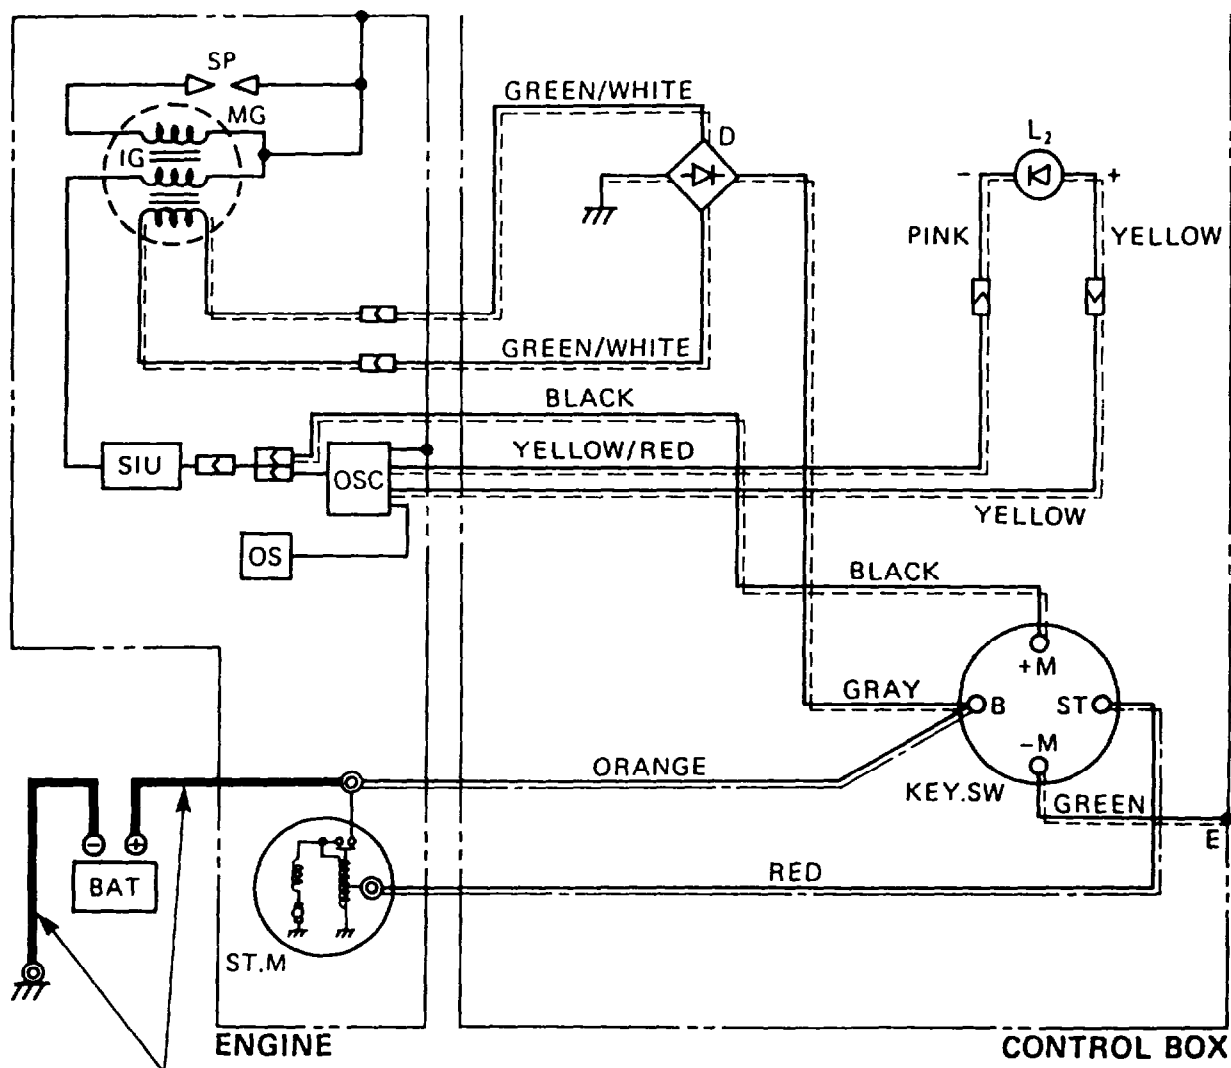 SP
GREEN/WHITE
MG
D
L2
IG
- +
PINK
YELLOW
GREEN/WHITE
BLACK
YELLOW/RED
SIU
OSC
YELLOW
OS
BLACK
+M
GRAY
B
ST
-M
ORANGE
KEY.SW
GREEN
E
- +
BAT
RED
ST.M
ENGINE
CONTROL BOX